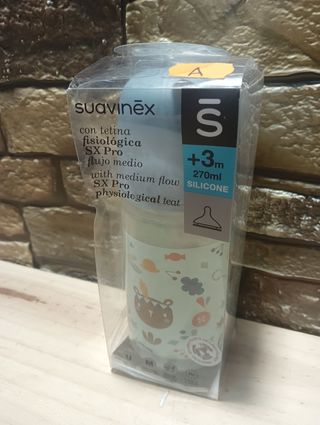 A
suavinex
con tetina
fisiológica
SX Pro
flujo medio
with medium flow
SX Pro
physiological teat
S
+3m
270ml
SILICONE